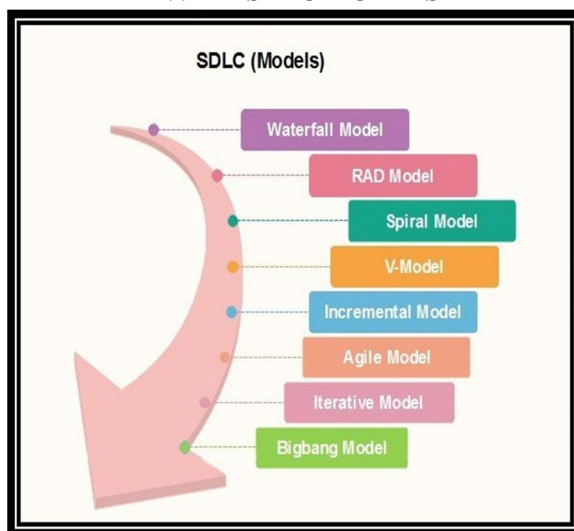 SDLC (Models)
Waterfall Model
RAD Model
Spiral Model
V-Model
Incremental Model
Agile Model
Iterative Model
Bigbang Model